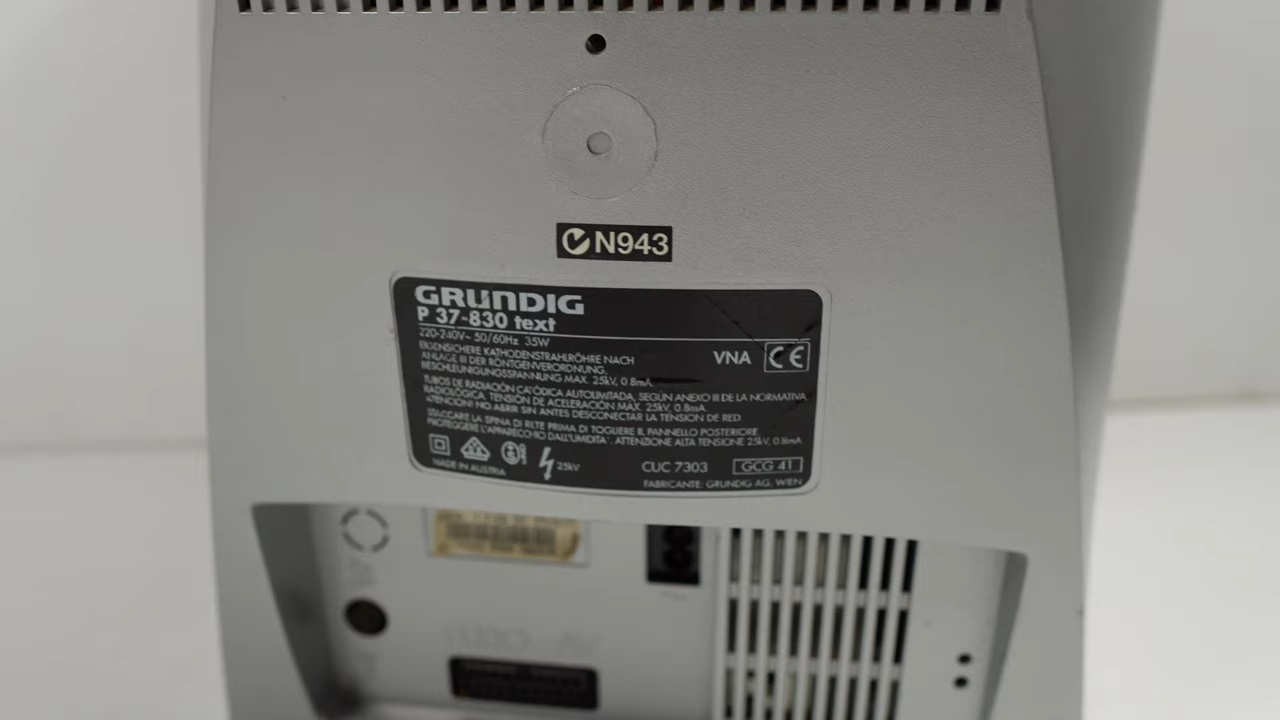 N943
GRUNDIG
P 37-830 text
220-240V~ 50/60Hz 35W
EIGENSICHERE KATHODENSTRAHLRÖHRE NACH
ANLAGE III DER RÖNTGENVERORDNUNG.
BESCHLEUNIGUNGSSPANNUNG MAX. 25kV, 0.8mA
VNA CE
TUBOS DE RADIACIÓN CATÓDICA AUTOLIMITADA, SEGÚN ANEXO III DE LA NORMATIVA
RADIOLÓGICA. TENSIÓN DE ACELERACIÓN MAX. 25kV, 0.8mA
¡ATENCIÓN! NO ABRIR SIN ANTES DESCONECTAR LA TENSION DE RED.
STACCARE LA SPINA DI RETE PRIMA DI TOGLIERE IL PANNELLO POSTERIORE
PROTEGGERE L'APPARECCHIO DALL'UMIDITA'. ATTENZIONE ALTA TENSIONE 25kV, 0.8mA
25kV
CUC 7303 GCG 41
MADE IN AUSTRIA
FABRICANTE: GRUNDIG AG, WIEN